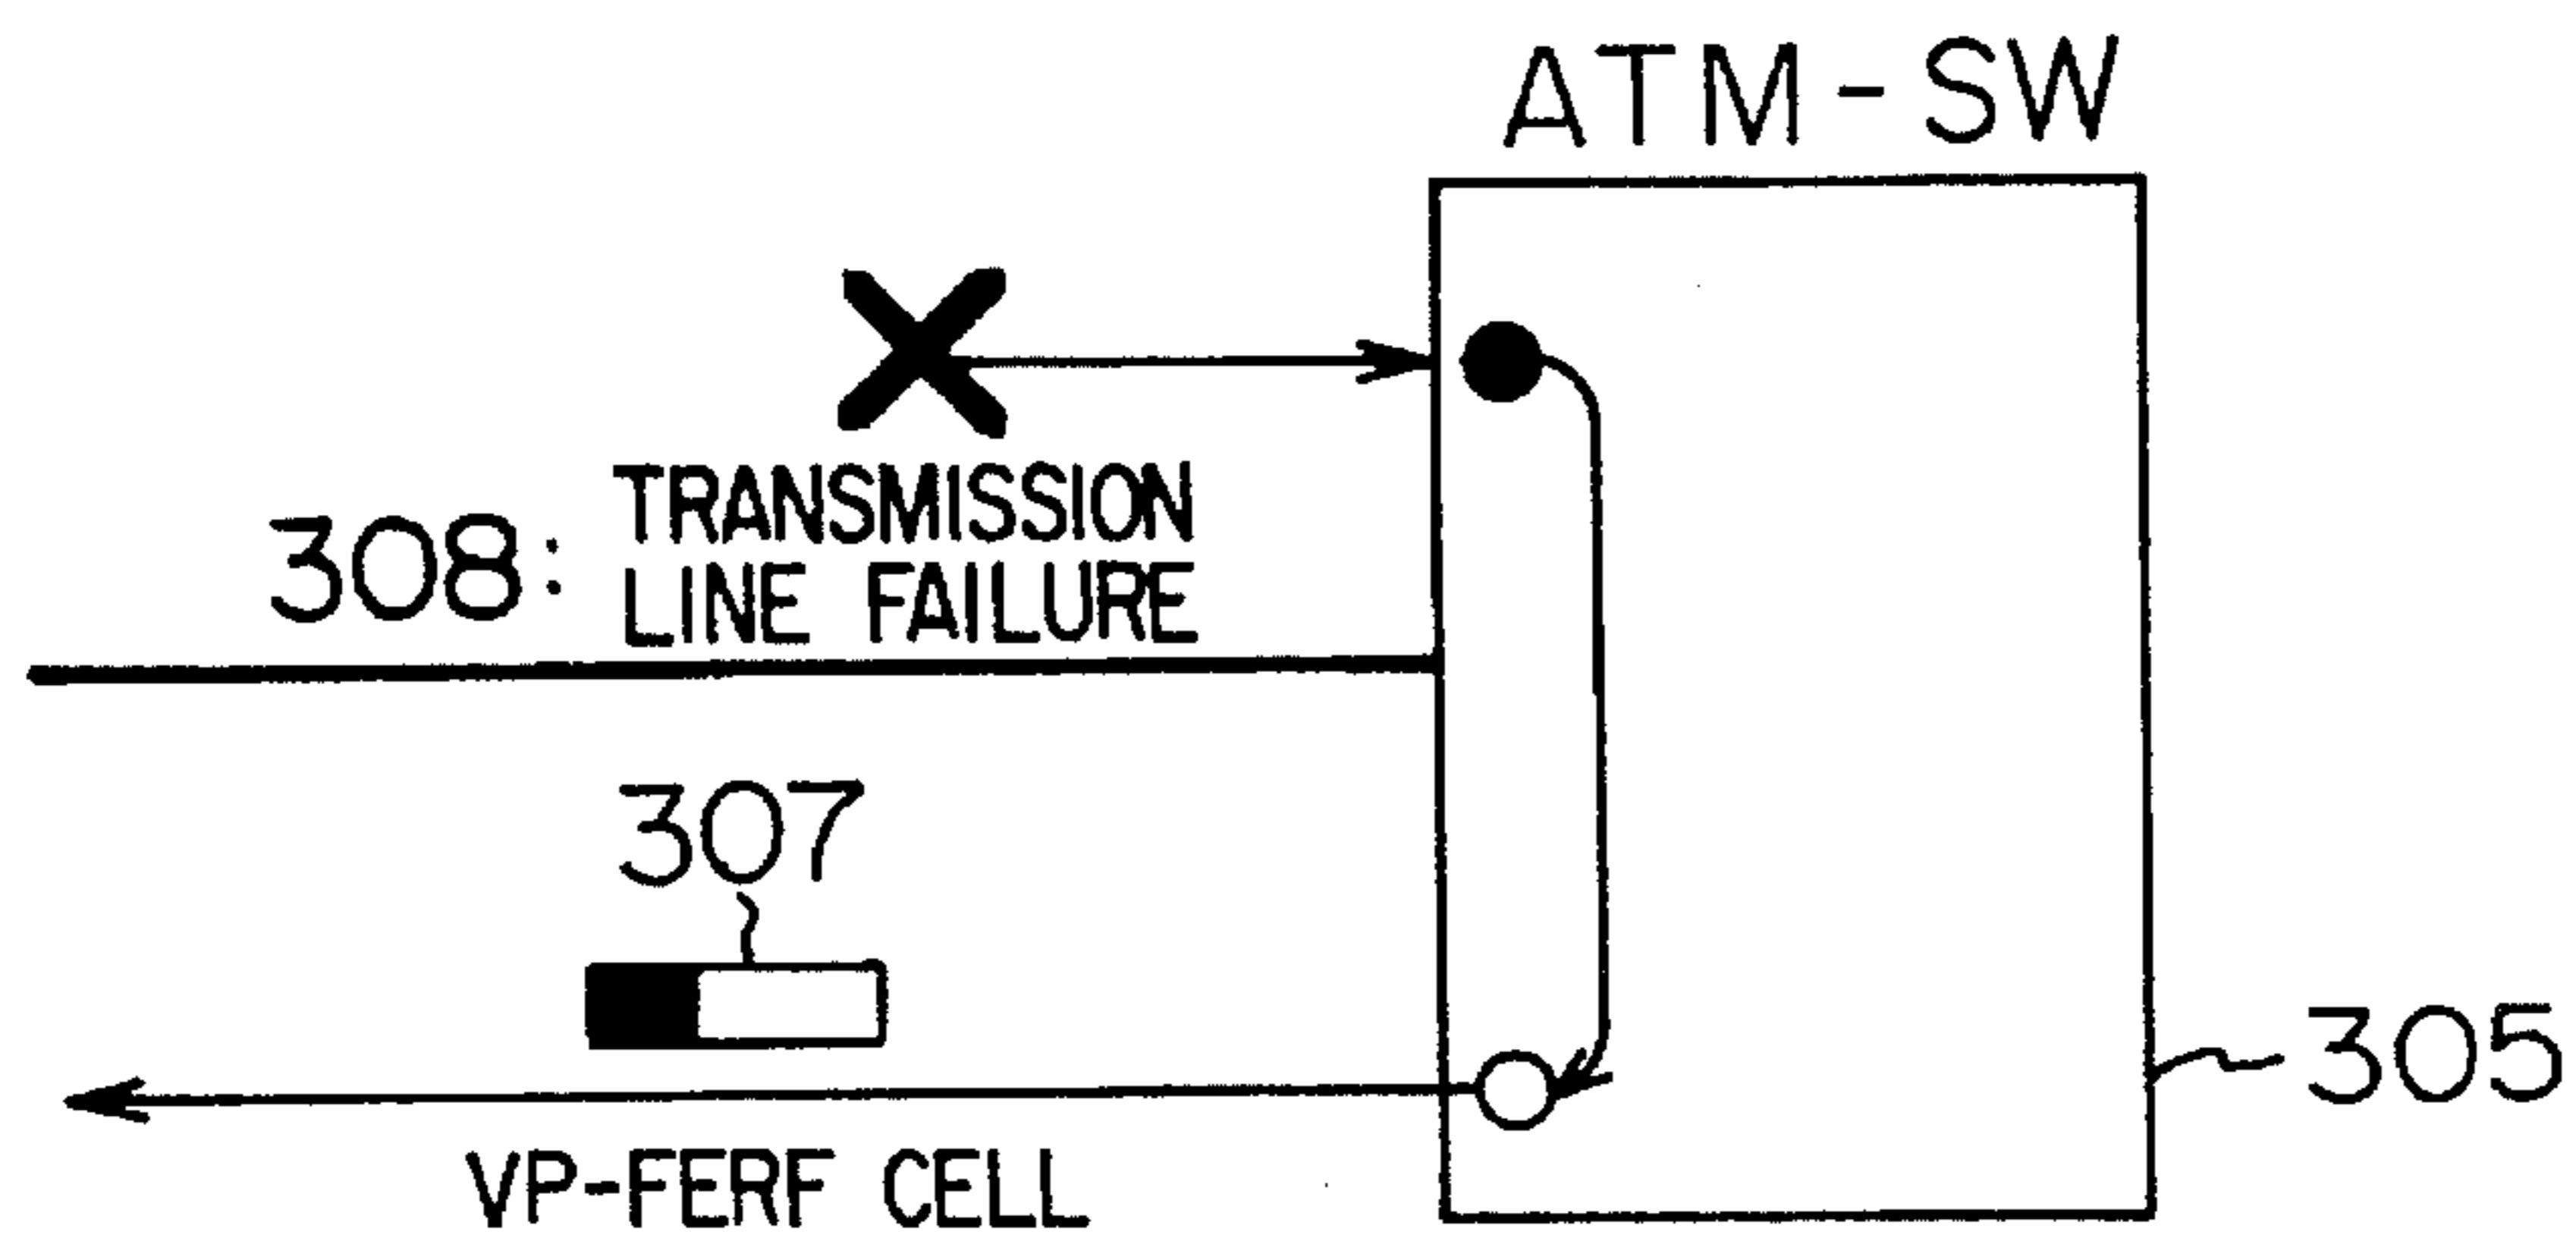 ATM-SW
308: TRANSMISSION
LINE FAILURE
307
305
VP-FERF CELL